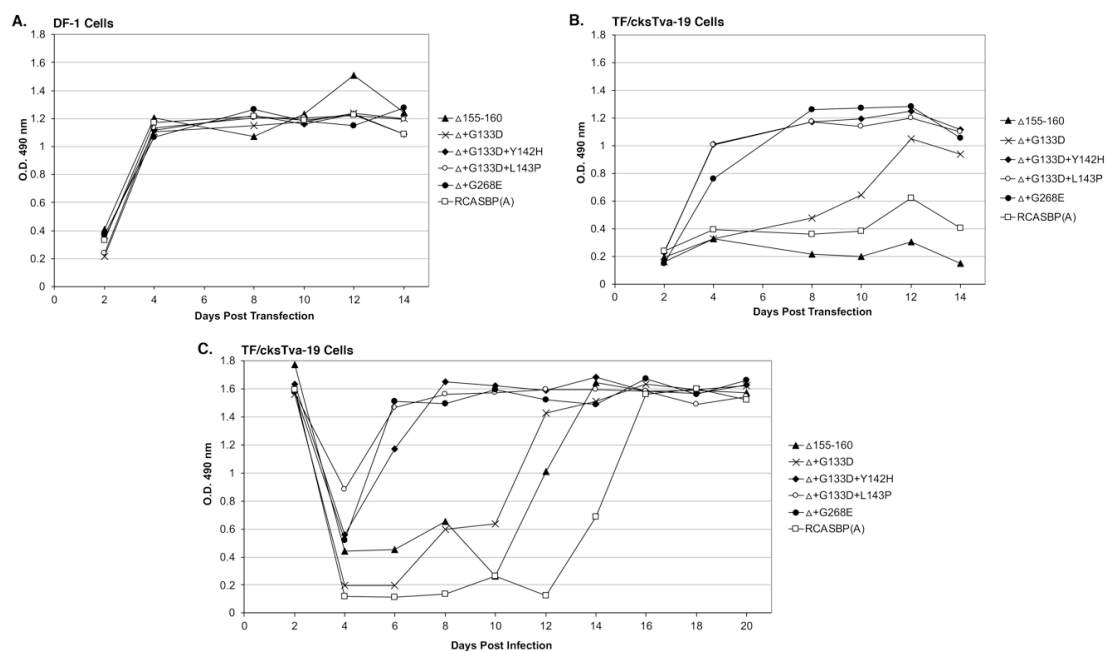 A. DF-1 Cells
1.8
1.6
1.4
1.2
1
0.8
0.6
0.4
0.2
0
O.D. 490 nm
0 2 4 6 8 10 12 14
Days Post Transfection
△155-160
△+G133D
△+G133D+Y142H
△+G133D+L143P
△+G268E
RCASBP(A)
B. TF/cksTva-19 Cells
1.8
1.6
1.4
1.2
1
0.8
0.6
0.4
0.2
0
O.D. 490 nm
0 2 4 6 8 10 12 14
Days Post Transfection
△155-160
△+G133D
△+G133D+Y142H
△+G133D+L143P
△+G268E
RCASBP(A)
C. TF/cksTva-19 Cells
1.8
1.6
1.4
1.2
1
0.8
0.6
0.4
0.2
0
O.D. 490 nm
0 2 4 6 8 10 12 14 16 18 20
Days Post Infection
△155-160
△+G133D
△+G133D+Y142H
△+G133D+L143P
△+G268E
RCASBP(A)